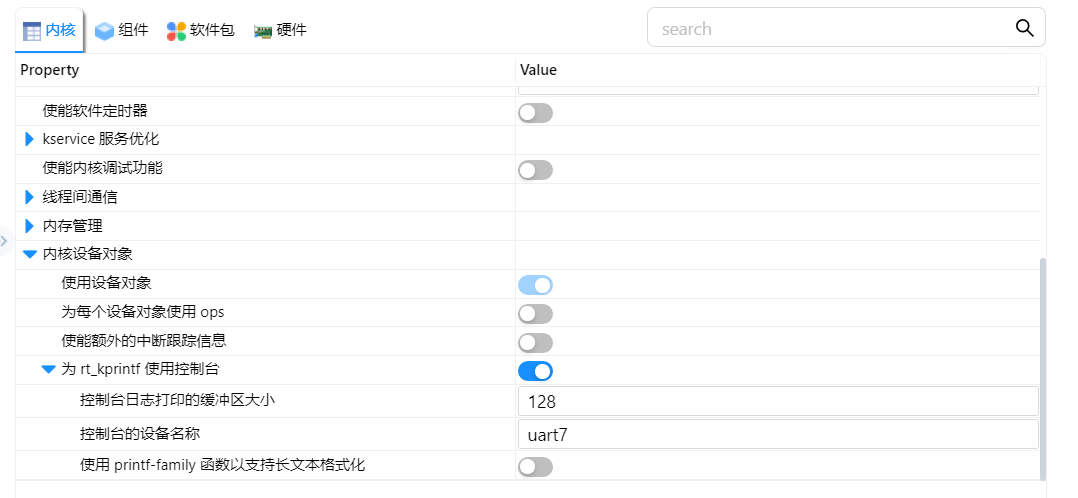 内核 组件 软件包 硬件 search
Property Value
使能软件定时器
kservice 服务优化
使能内核调试功能
线程间通信
内存管理
内核设备对象
使用设备对象
为每个设备对象使用 ops
使能额外的中断跟踪信息
为 rt_kprintf 使用控制台
控制台日志打印的缓冲区大小 128
控制台的设备名称 uart7
使用 printf-family 函数以支持长文本格式化